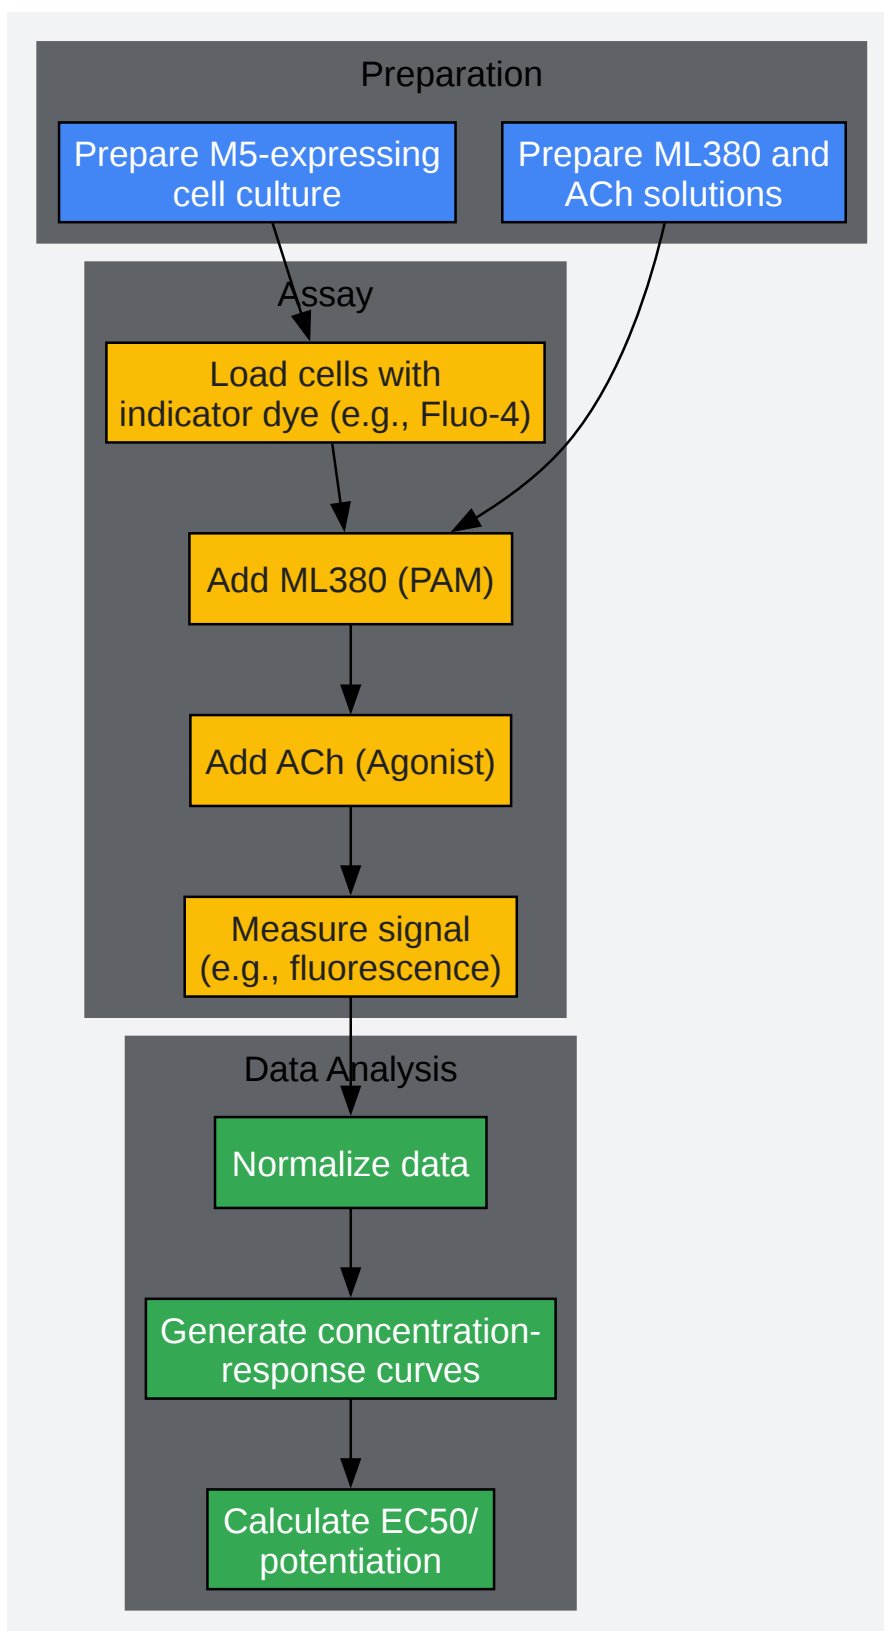 Preparation
Prepare M5-expressing
cell culture
Prepare ML380 and
ACh solutions
Assay
Load cells with
indicator dye (e.g., Fluo-4)
Add ML380 (PAM)
Add ACh (Agonist)
Measure signal
(e.g., fluorescence)
Data Analysis
Normalize data
Generate concentration-
response curves
Calculate EC50/
potentiation